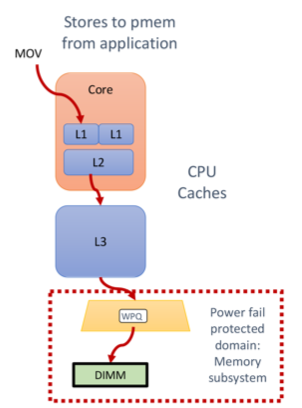 Stores to pmem
from application
MOV
Core
L1 L1
L2
CPU
Caches
L3
WPQ
Power fail
protected
domain:
Memory
subsystem
DIMM